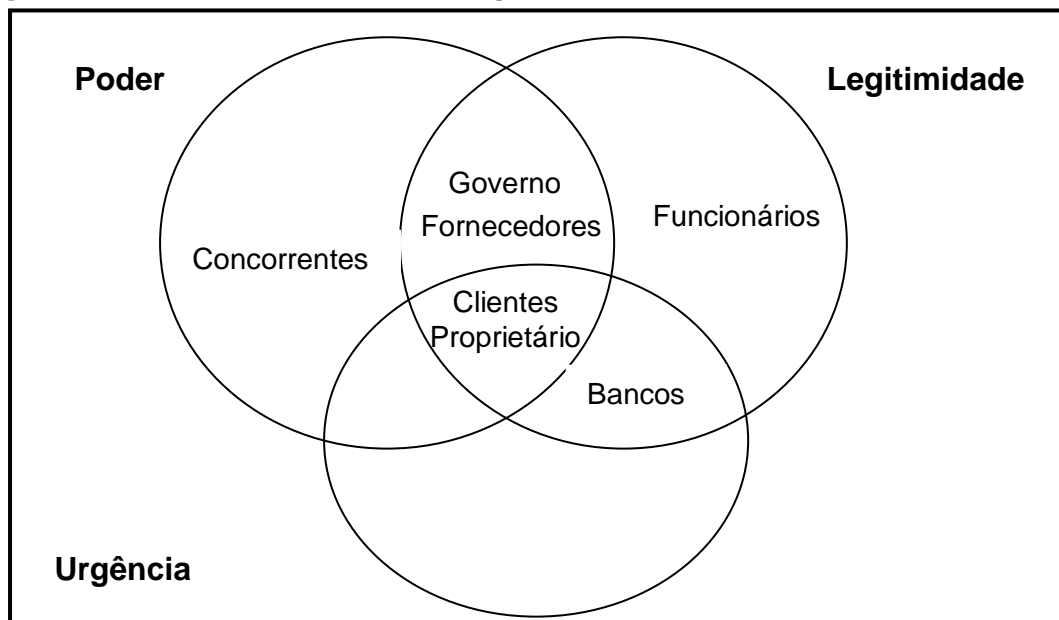 Poder
Legitimidade
Governo
Fornecedores
Funcionários
Concorrentes
Clientes
Proprietário
Bancos
Urgência